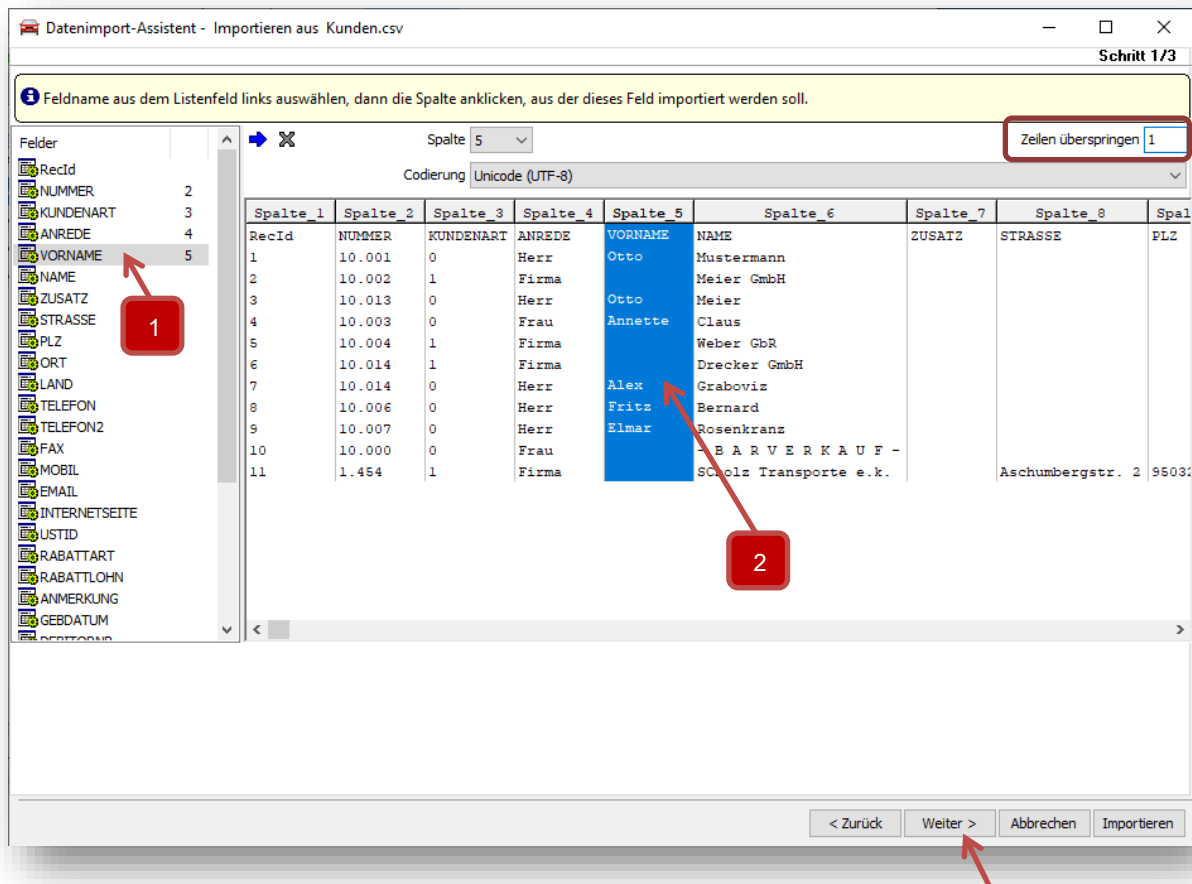 Datenimport-Assistent - Importieren aus Kunden.csv
Schritt 1/3
Feldname aus dem Listenfeld links auswählen, dann die Spalte anklicken, aus der dieses Feld importiert werden soll.
Felder
RecId
NUMMER 2
KUNDENART 3
ANREDE 4
VORNAME 5
NAME
ZUSATZ
STRASSE
PLZ
ORT
LAND
TELEFON
TELEFON2
FAX
MOBIL
EMAIL
INTERNETSEITE
USTID
RABATTART
RABATTLOHN
ANMERKUNG
GEBDATUM
1
Spalte 5
Zeilen überspringen 1
Codierung Unicode (UTF-8)
Spalte_1 Spalte_2 Spalte_3 Spalte_4 Spalte_5 Spalte_6 Spalte_7 Spalte_8 Spal
RecId NUMMER KUNDENART ANREDE VORNAME NAME ZUSATZ STRASSE PLZ
1 10.001 0 Herr Otto Mustermann
2 10.002 1 Firma Meier GmbH
3 10.013 0 Herr Otto Meier
4 10.003 0 Frau Annette Claus
5 10.004 1 Firma Weber GbR
6 10.014 1 Firma Drecker GmbH
7 10.014 0 Herr Alex Graboviz
8 10.006 0 Herr Fritz Bernard
9 10.007 0 Herr Elmar Rosenkranz
10 10.000 0 Frau - B A R V E R K A U F -
11 1.454 1 Firma SCholz Transporte e.k. Aschumbergstr. 2 95032
2
< Zurück Weiter > Abbrechen Importieren